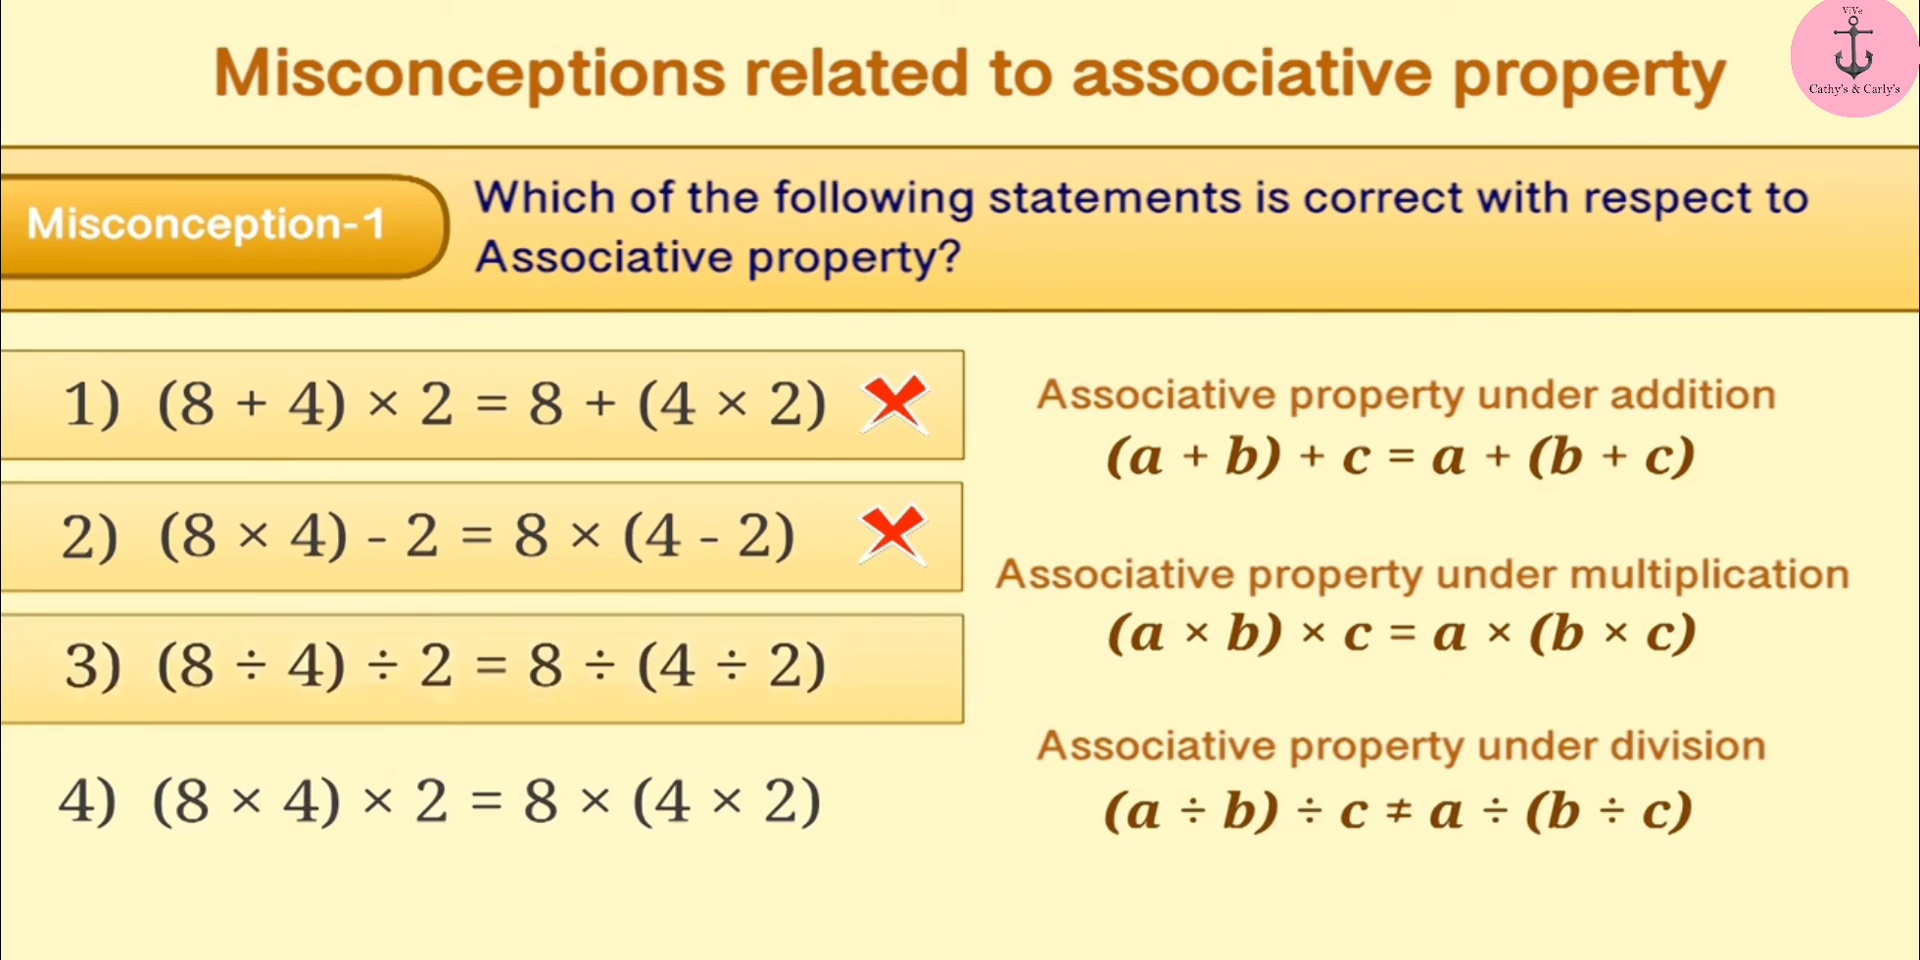 Misconceptions related to associative property
ViVe
Cathy's & Carly's
Misconception-1
Which of the following statements is correct with respect to
Associative property?
1) (8 + 4) × 2 = 8 + (4 × 2)
2) (8 × 4) - 2 = 8 × (4 - 2)
3) (8 ÷ 4) ÷ 2 = 8 ÷ (4 ÷ 2)
4) (8 × 4) × 2 = 8 × (4 × 2)
Associative property under addition
(a + b) + c = a + (b + c)
Associative property under multiplication
(a × b) × c = a × (b × c)
Associative property under division
(a ÷ b) ÷ c ≠ a ÷ (b ÷ c)